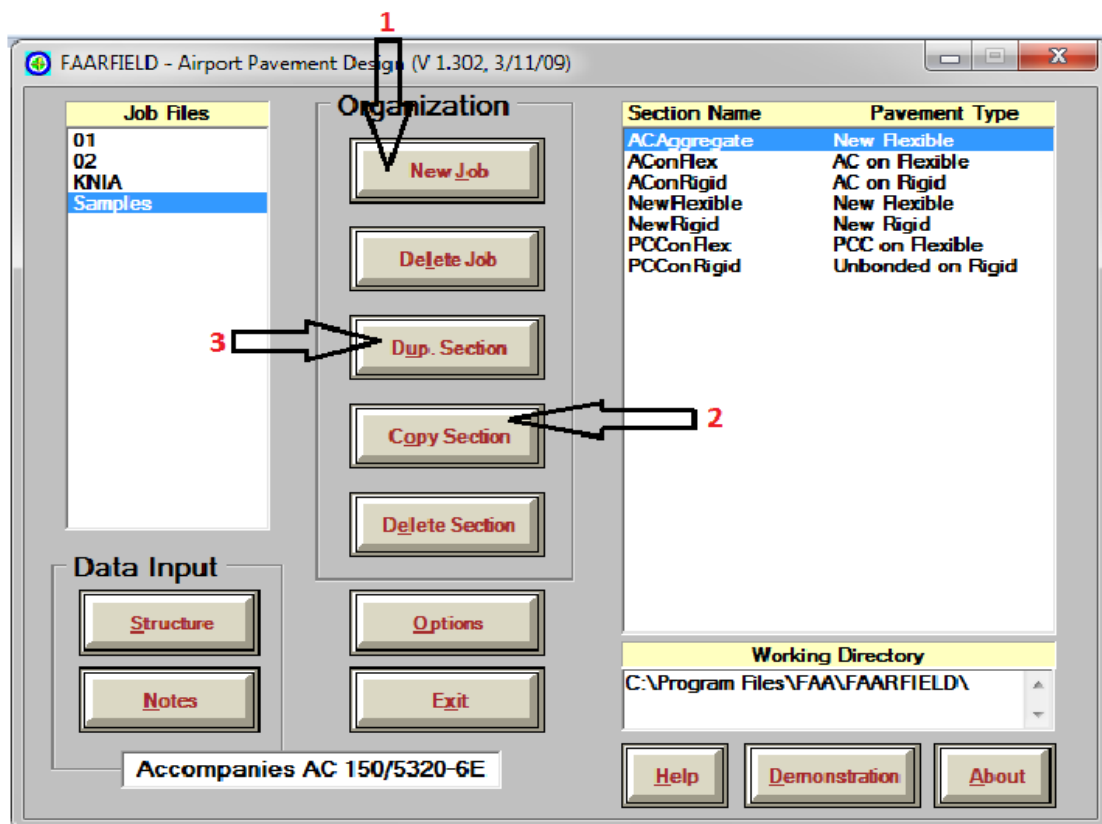 1
FAARFIELD - Airport Pavement Design (V 1.302, 3/11/09)
Job Files
01
02
KNIA
Samples
Organization
New Job
Delete Job
3
Dup. Section
Copy Section
2
Delete Section
Section Name Pavement Type
ACAggregate New Flexible
AConFlex AC on Flexible
AConRigid AC on Rigid
NewFlexible New Flexible
NewRigid New Rigid
PCConFlex PCC on Flexible
PCConRigid Unbonded on Rigid
Data Input
Structure
Notes
Options
Exit
Working Directory
C:\Program Files\FAA\FAARFIELD\
Accompanies AC 150/5320-6E
Help
Demonstration
About